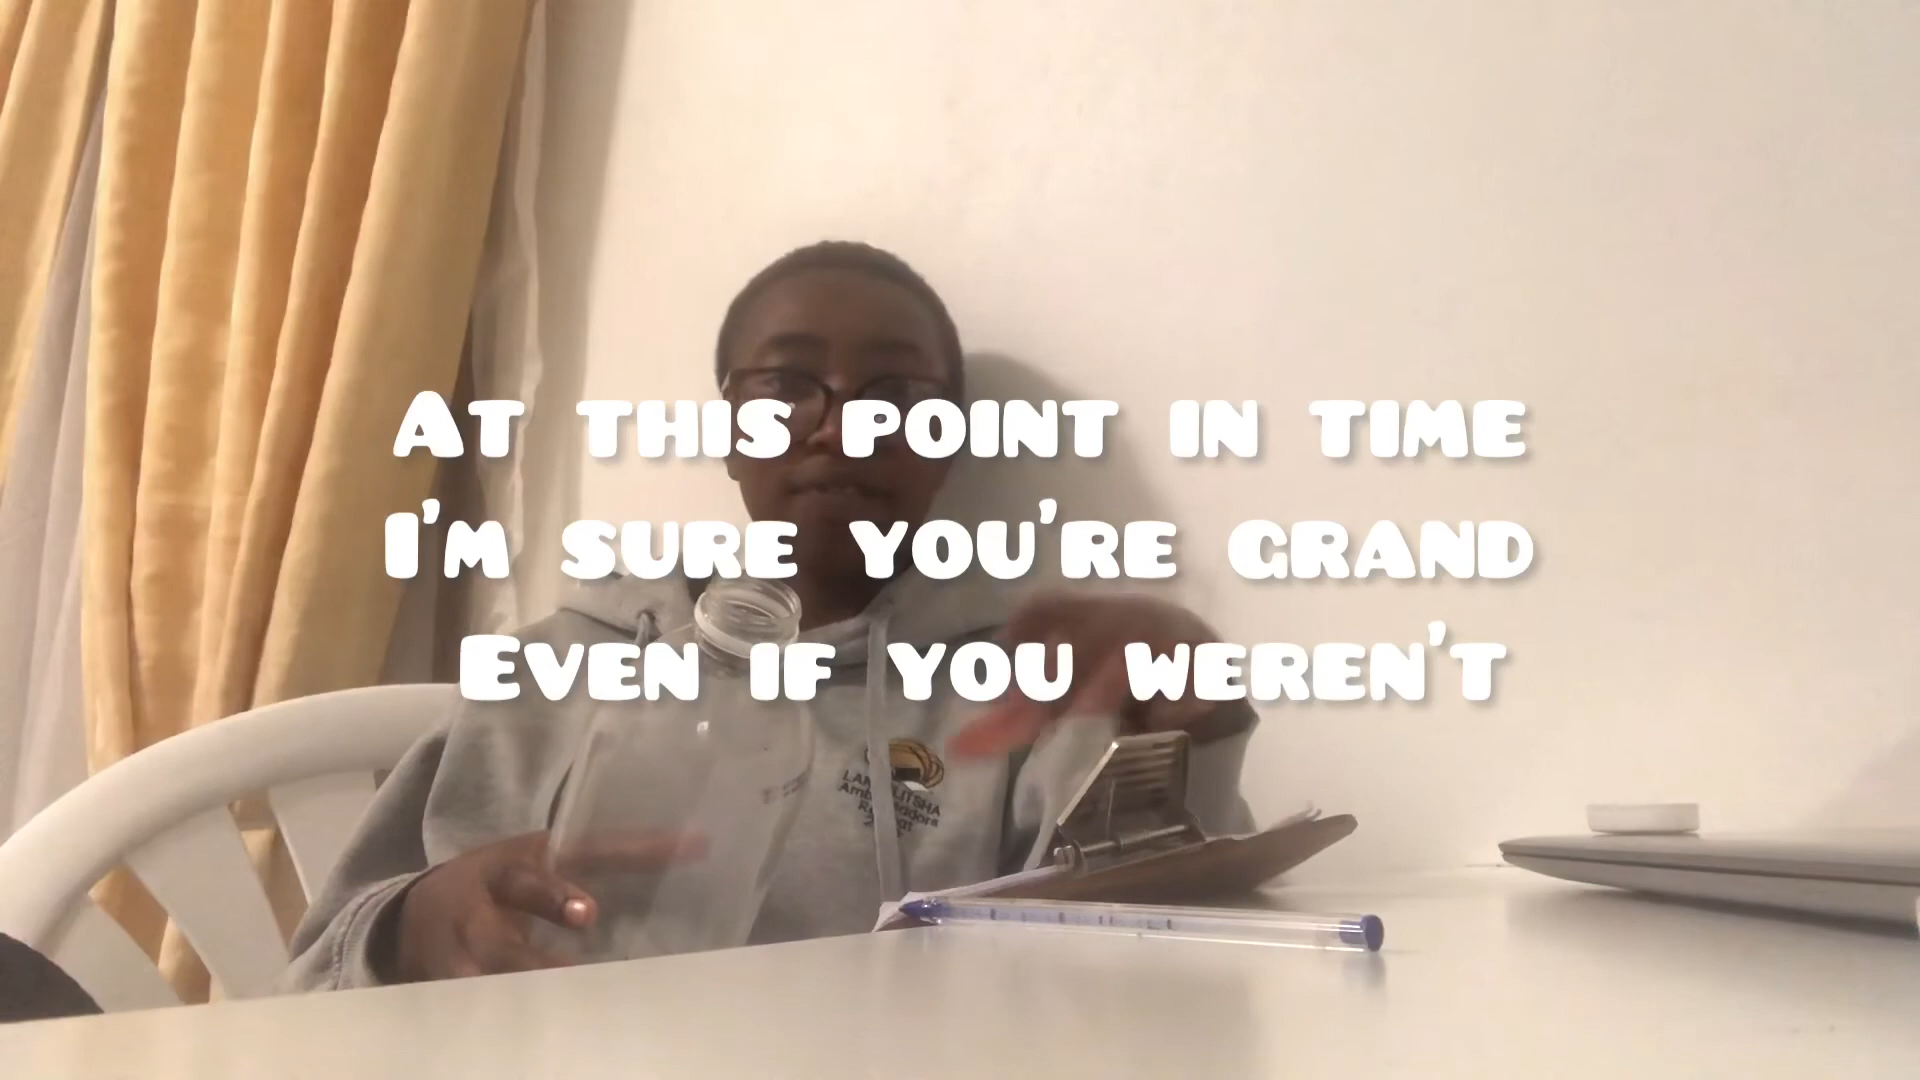 At this point in time
I'm sure you're grand
Even if you weren't